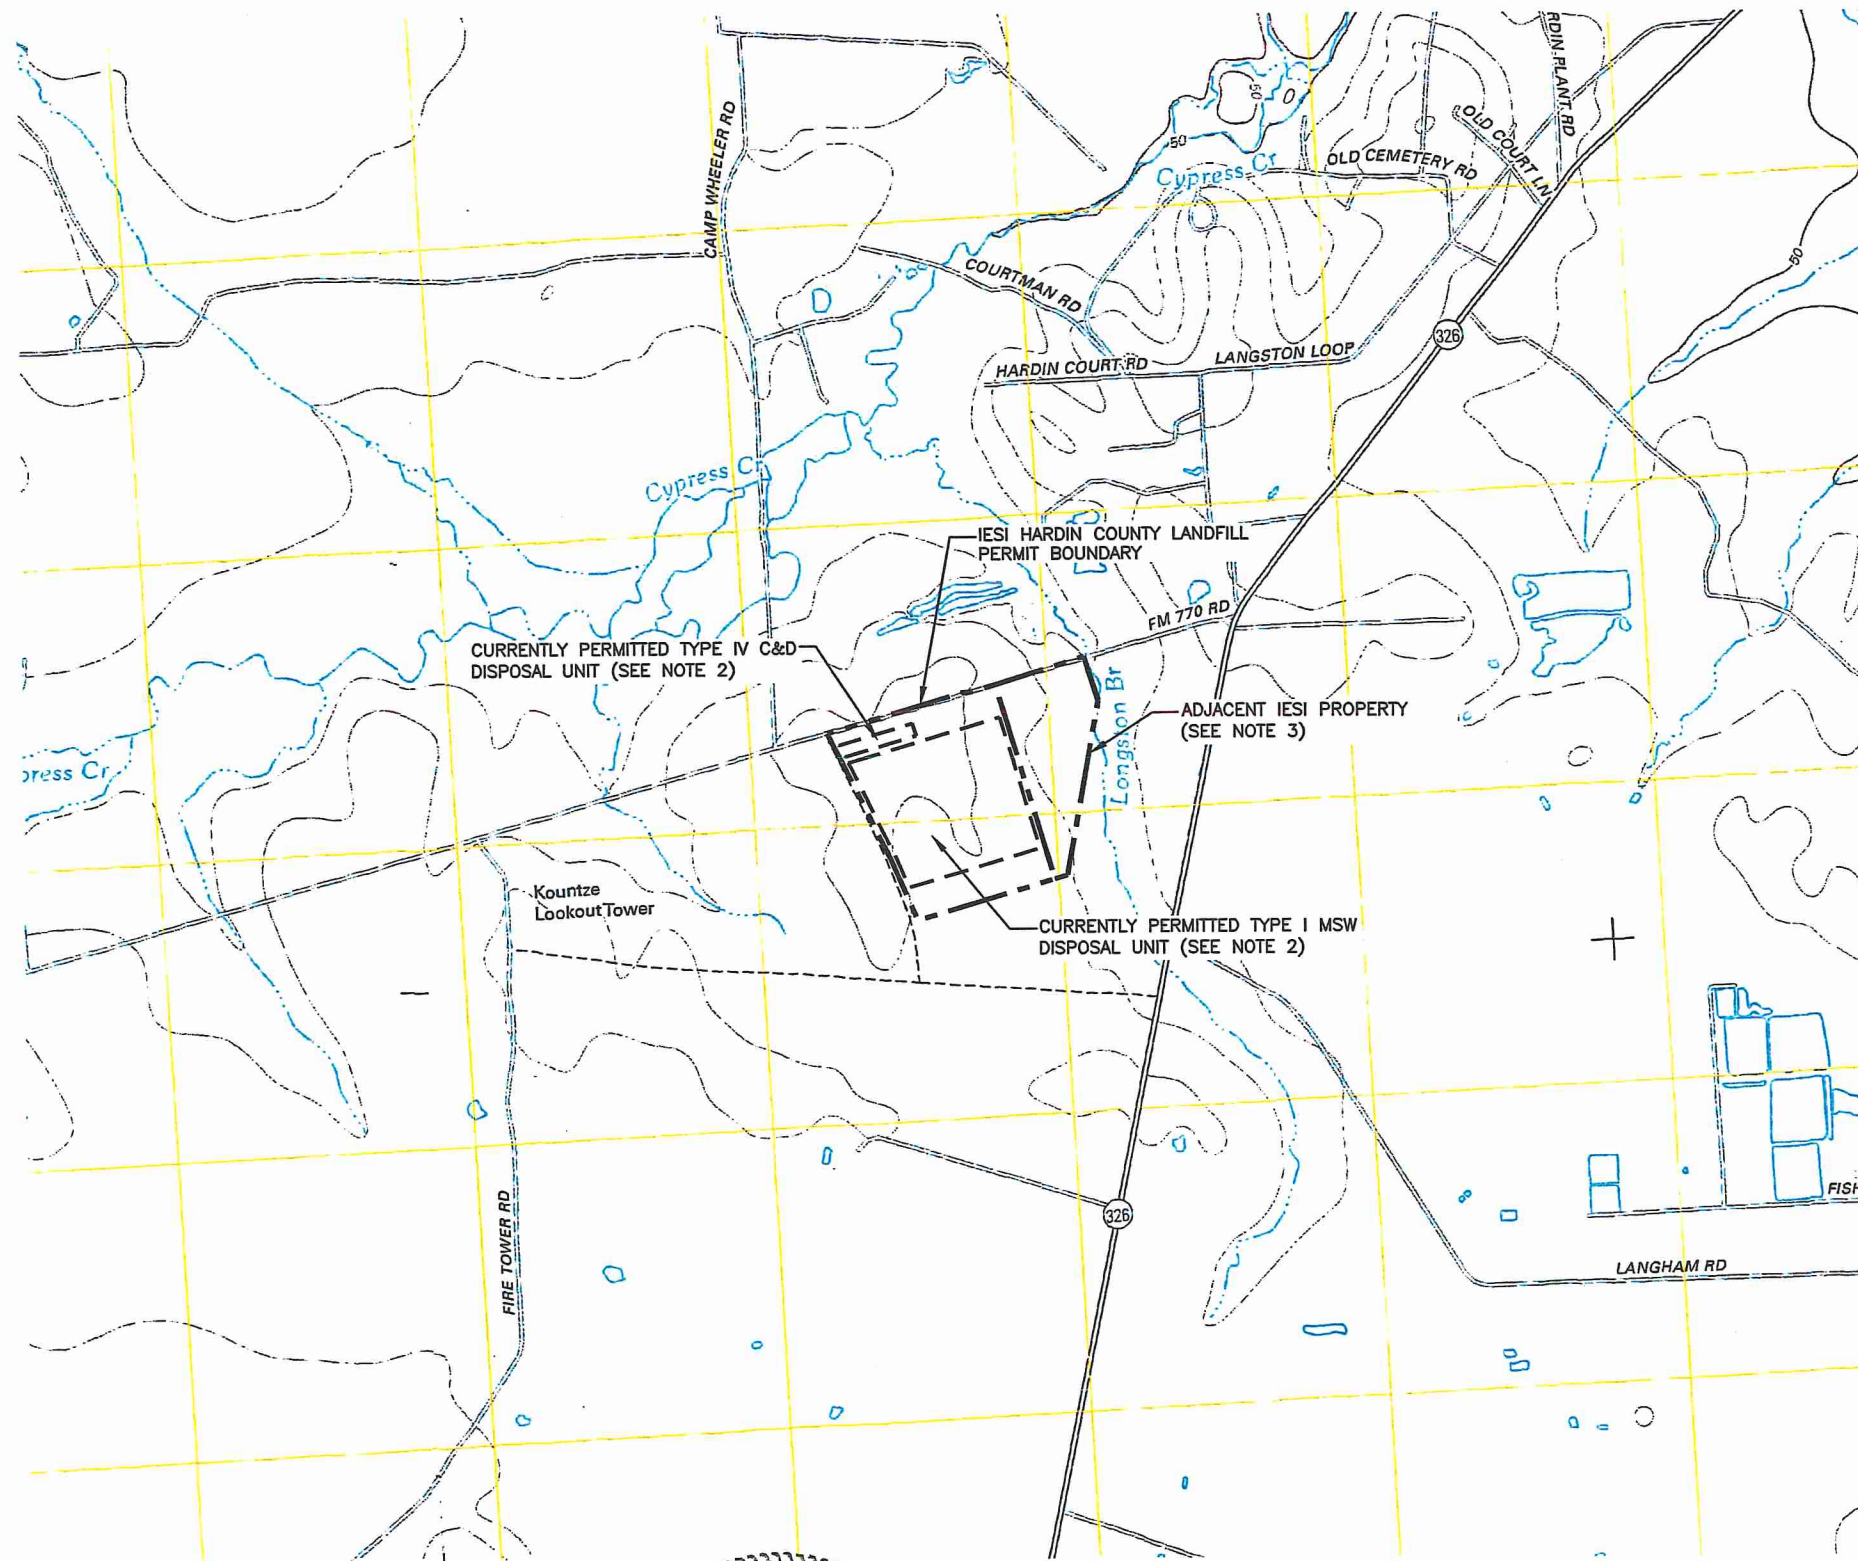 RDIN PLANT RD
OLD COURT LN
CAMP WHEELER RD
50
50
Cypress Cr
OLD CEMETERY RD
50
COURTMAN RD
326
HARDIN COURT RD
LANGSTON LOOP
Cypress Cr
IESI HARDIN COUNTY LANDFILL
PERMIT BOUNDARY
FM 770 RD
CURRENTLY PERMITTED TYPE IV C&D
DISPOSAL UNIT (SEE NOTE 2)
Longston Br
ADJACENT IESI PROPERTY
(SEE NOTE 3)
press Cr
Kountze
Lookout Tower
CURRENTLY PERMITTED TYPE I MSW
DISPOSAL UNIT (SEE NOTE 2)
FISH
326
FIRE TOWER RD
LANGHAM RD